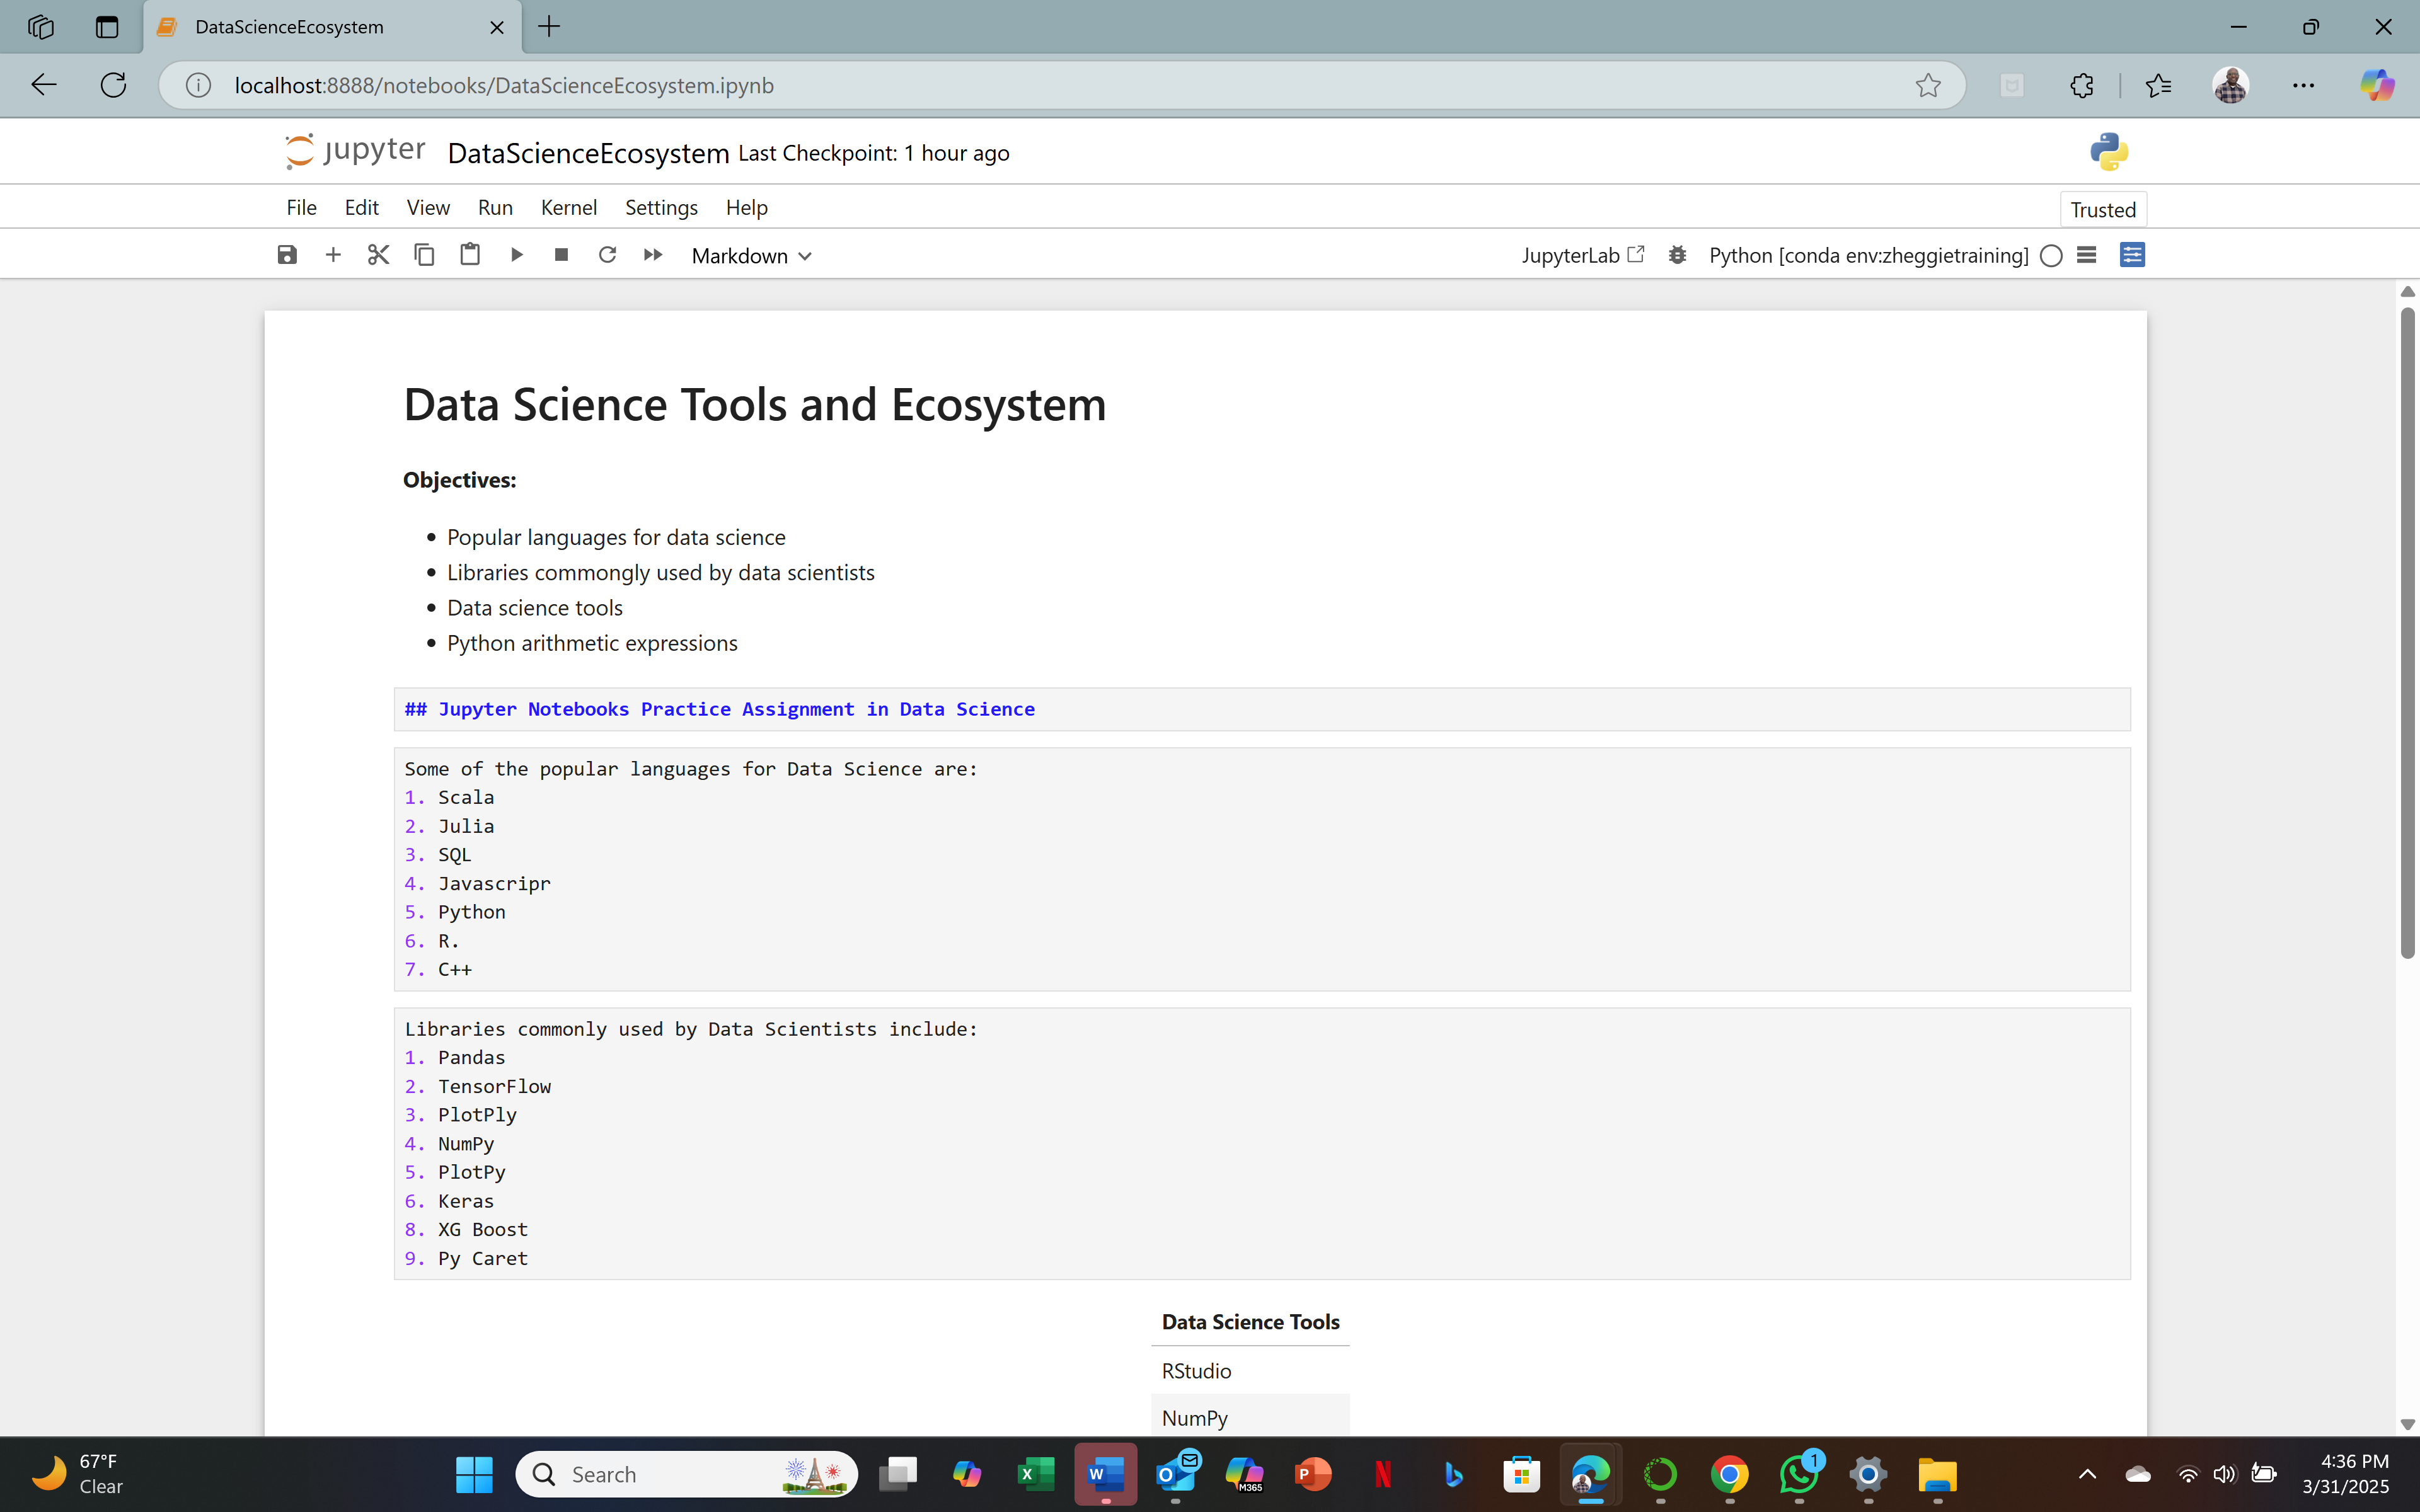 DataScienceEcosystem
localhost:8888/notebooks/DataScienceEcosystem.ipynb
jupyter DataScienceEcosystem Last Checkpoint: 1 hour ago
File Edit View Run Kernel Settings Help
Trusted
Markdown
JupyterLab Python [conda env:zheggietraining]
Data Science Tools and Ecosystem
Objectives:
• Popular languages for data science
• Libraries commongly used by data scientists
• Data science tools
• Python arithmetic expressions
## Jupyter Notebooks Practice Assignment in Data Science
Some of the popular languages for Data Science are:
1. Scala
2. Julia
3. SQL
4. Javascripr
5. Python
6. R.
7. C++
Libraries commonly used by Data Scientists include:
1. Pandas
2. TensorFlow
3. PlotPly
4. NumPy
5. PlotPy
6. Keras
8. XG Boost
9. Py Caret
Data Science Tools
RStudio
NumPy
67°F
Clear
Search
M365
1
4:36 PM
3/31/2025